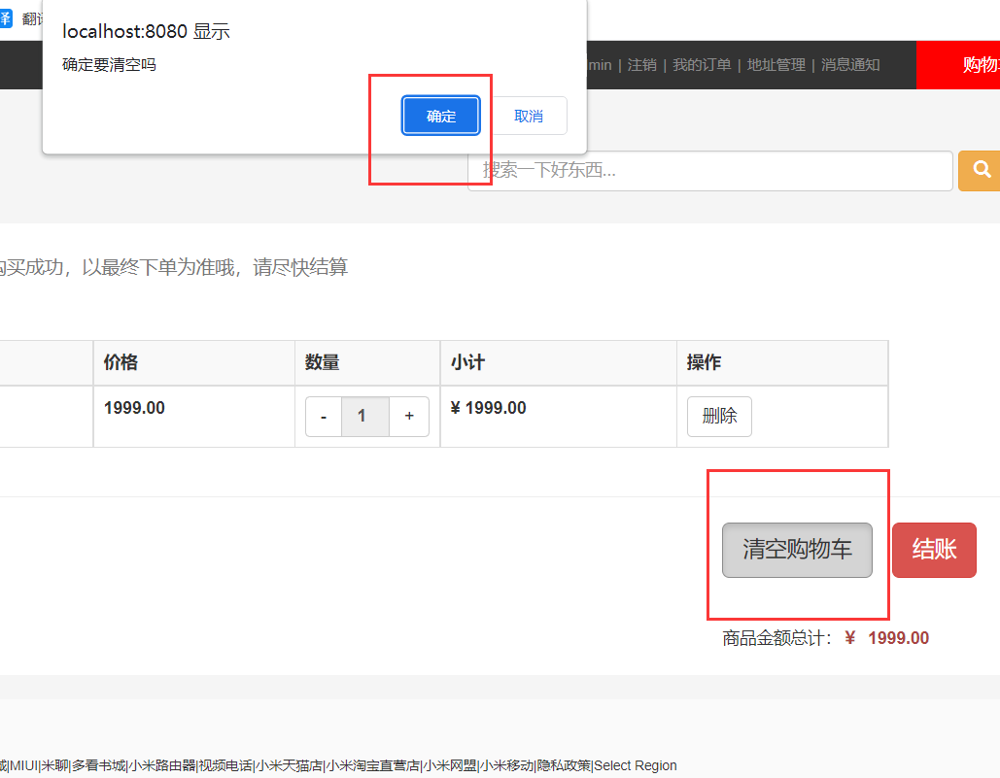 译 翻译
localhost:8080 显示
确定要清空吗
确定 取消
min | 注销 | 我的订单 | 地址管理 | 消息通知
购物车
搜索一下好东西...
购买成功，以最终下单为准哦，请尽快结算
价格 数量 小计 操作
1999.00 - 1 + ¥ 1999.00 删除
清空购物车 结账
商品金额总计： ¥ 1999.00
城|MIUI|米聊|多看书城|小米路由器|视频电话|小米天猫店|小米淘宝直营店|小米网盟|小米移动|隐私政策|Select Region